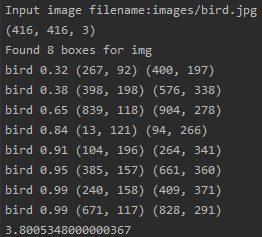 Input image filename:images/bird.jpg
(416, 416, 3)
Found 8 boxes for img
bird 0.32 (267, 92) (400, 197)
bird 0.38 (398, 198) (576, 338)
bird 0.65 (839, 118) (904, 278)
bird 0.84 (13, 121) (94, 266)
bird 0.91 (104, 196) (264, 341)
bird 0.95 (385, 157) (661, 360)
bird 0.99 (240, 158) (409, 371)
bird 0.99 (671, 117) (828, 291)
3.8005348000000367